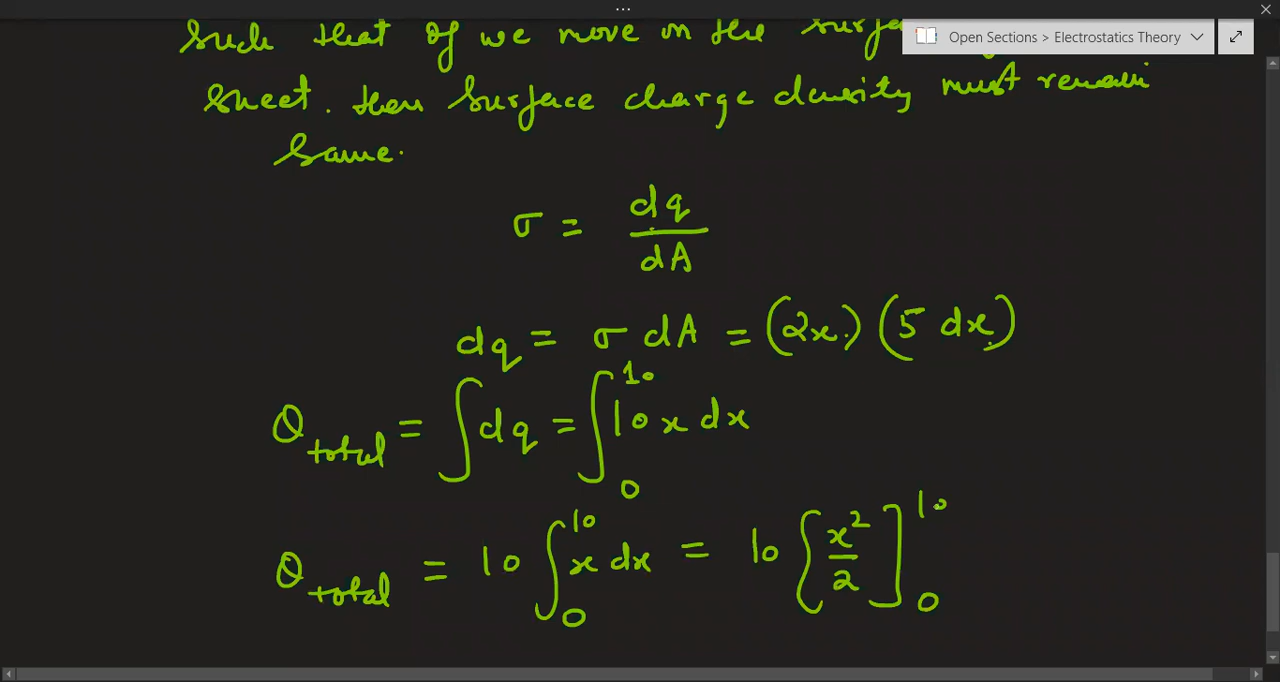 ...
such that of we move in the
Open Sections > Electrostatics Theory
sheet. then surface charge density must remain
same.
σ = dq/dA
dq = σ dA = (2x) (5 dx)
Q_total = ∫ dq = ∫_0^10 10 x dx
Q_total = 10 ∫_0^10 x dx = 10 [x²/2]_0^10